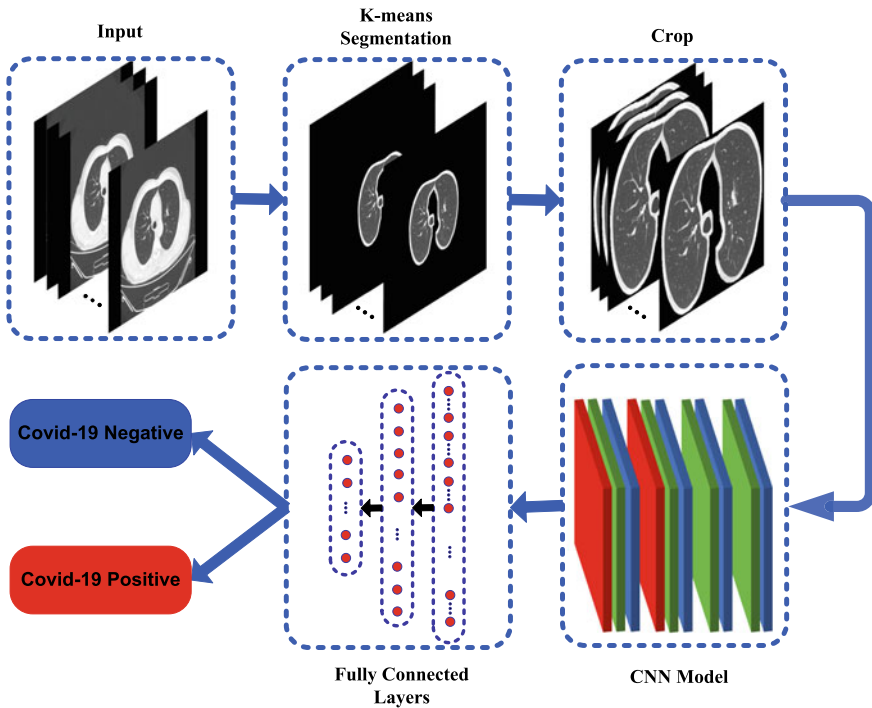 Input
K-means
Segmentation
Crop
Covid-19 Negative
Covid-19 Positive
Fully Connected
Layers
CNN Model